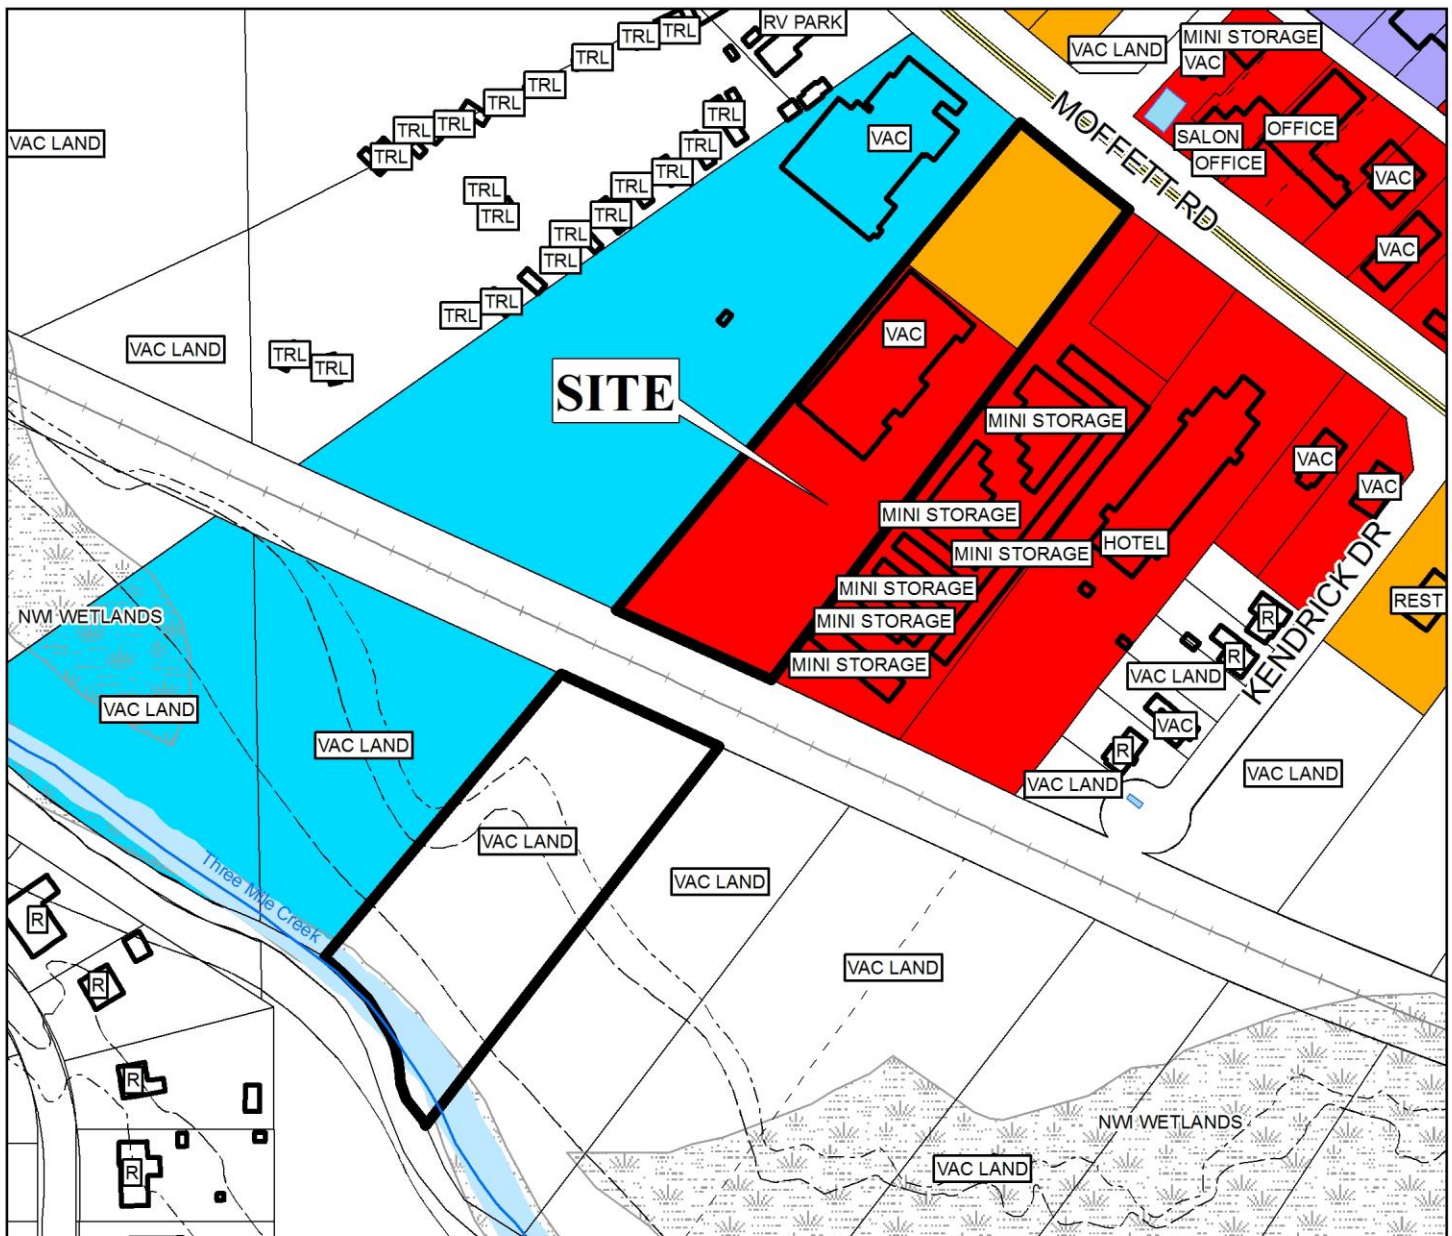 RV PARK
MINI STORAGE
TRL
TRL
VAC LAND
TRL
VAC
TRL
TRL
MOFFETT RD
TRL
TRL
TRL
OFFICE
SALON
VAC
VAC LAND
TRL
TRL
OFFICE
TRL
VAC
TRL
TRL
TRL
TRL
TRL
TRL
VAC
TRL
TRL
TRL
VAC
VAC LAND
TRL
TRL
SITE
MINI STORAGE
VAC
VAC
MINI STORAGE
HOTEL
MINI STORAGE
KENDRICK DR
MINI STORAGE
REST
NWI WETLANDS
R
MINI STORAGE
R
MINI STORAGE
VAC LAND
VAC LAND
VAC
VAC LAND
R
VAC LAND
VAC LAND
VAC LAND
VAC LAND
Three Mile Creek
R
VAC LAND
R
R
NWI WETLANDS
VAC LAND
R